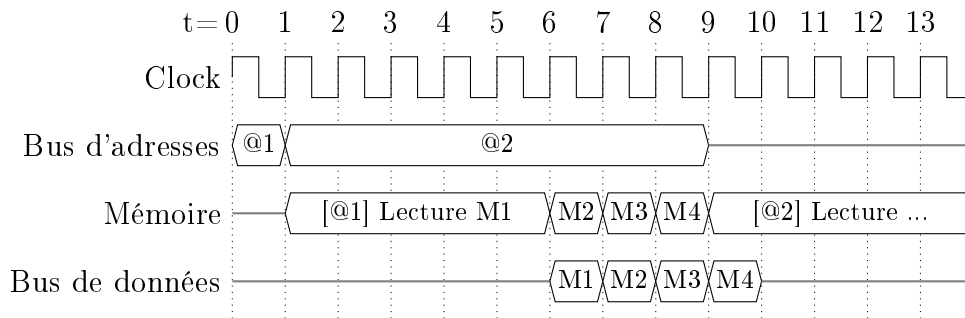 t= 0 1 2 3 4 5 6 7 8 9 10 11 12 13
Clock
Bus d'adresses @1 @2
Mémoire [@1] Lecture M1 M2 M3 M4 [@2] Lecture ...
Bus de données M1 M2 M3 M4